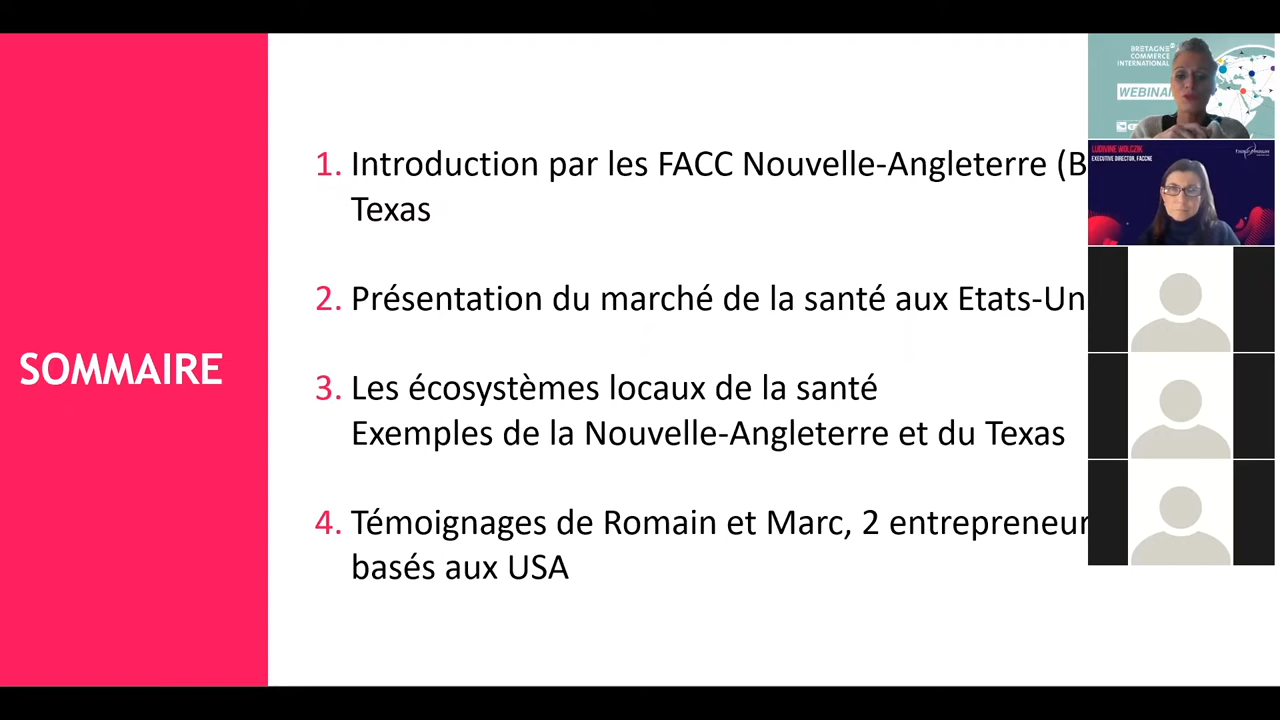 SOMMAIRE
1. Introduction par les FACC Nouvelle-Angleterre (B
Texas
2. Présentation du marché de la santé aux Etats-Un
3. Les écosystèmes locaux de la santé
Exemples de la Nouvelle-Angleterre et du Texas
4. Témoignages de Romain et Marc, 2 entrepreneur
basés aux USA
BRETAGNE
COMMERCE
INTERNATIONAL
WEBINA
LUDIVINE WOLCZIK
EXECUTIVE DIRECTOR, FACCNE